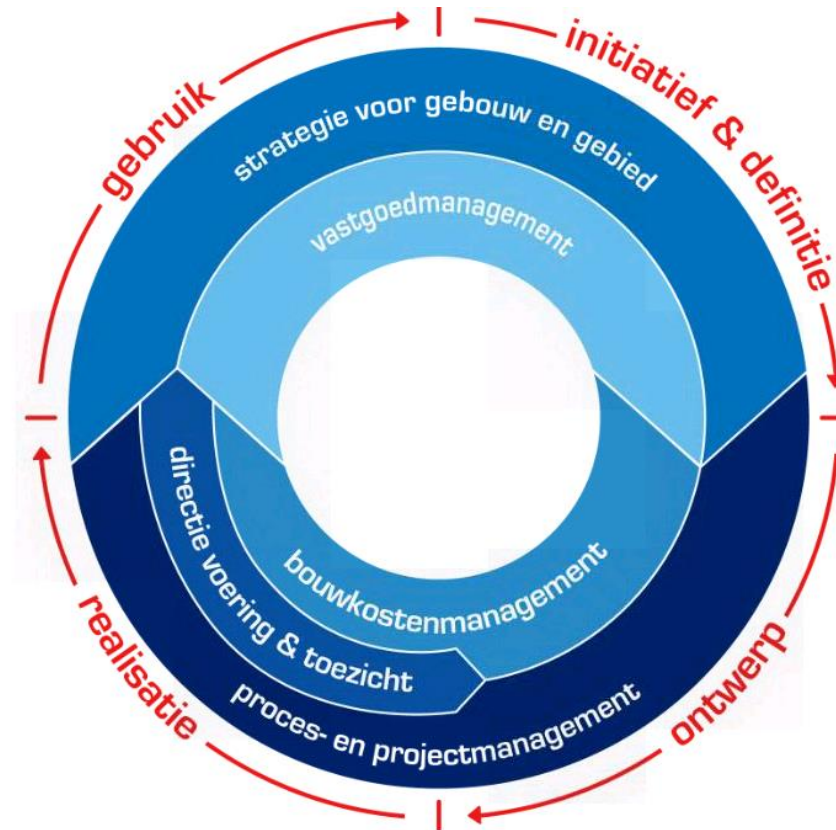 gebruik
initiatief & definitie
strategie voor gebouw en gebied
vastgoedmanagement
directie voering & toezicht
bouwkostenmanagement
proces- en projectmanagement
realisatie
ontwerp